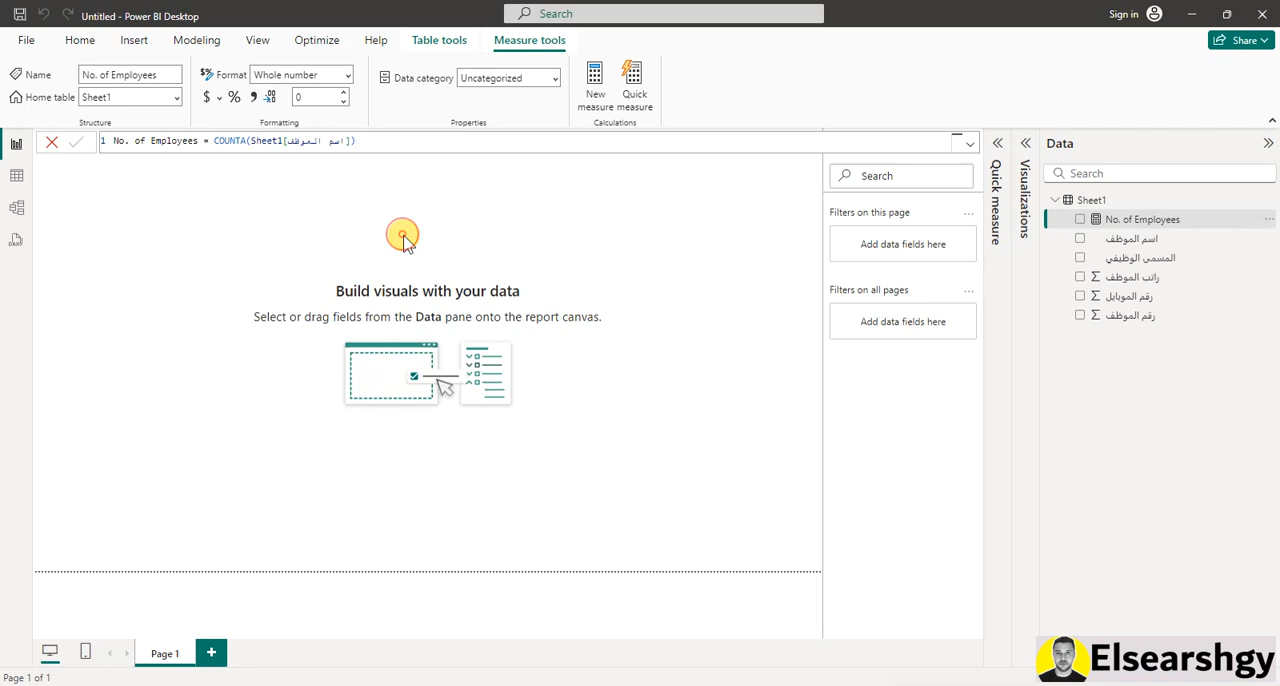 Untitled - Power BI Desktop
Search
Sign in
File
Home
Insert
Modeling
View
Optimize
Help
Table tools
Measure tools
Share
Name
No. of Employees
Home table
Sheet1
Structure
Format
Whole number
$ % 9 0
Formatting
Data category
Uncategorized
Properties
New measure
Quick measure
Calculations
1 No. of Employees = COUNTA(Sheet1[اسم الموظف])
Build visuals with your data
Select or drag fields from the Data pane onto the report canvas.
Search
Filters on this page
Add data fields here
Filters on all pages
Add data fields here
Quick measure
Visualizations
Data
Search
Sheet1
No. of Employees
اسم الموظف
المسمى الوظيفي
Σ راتب الموظف
Σ رقم الموبايل
Σ رقم الموظف
Page 1
Page 1 of 1
Elsearshgy